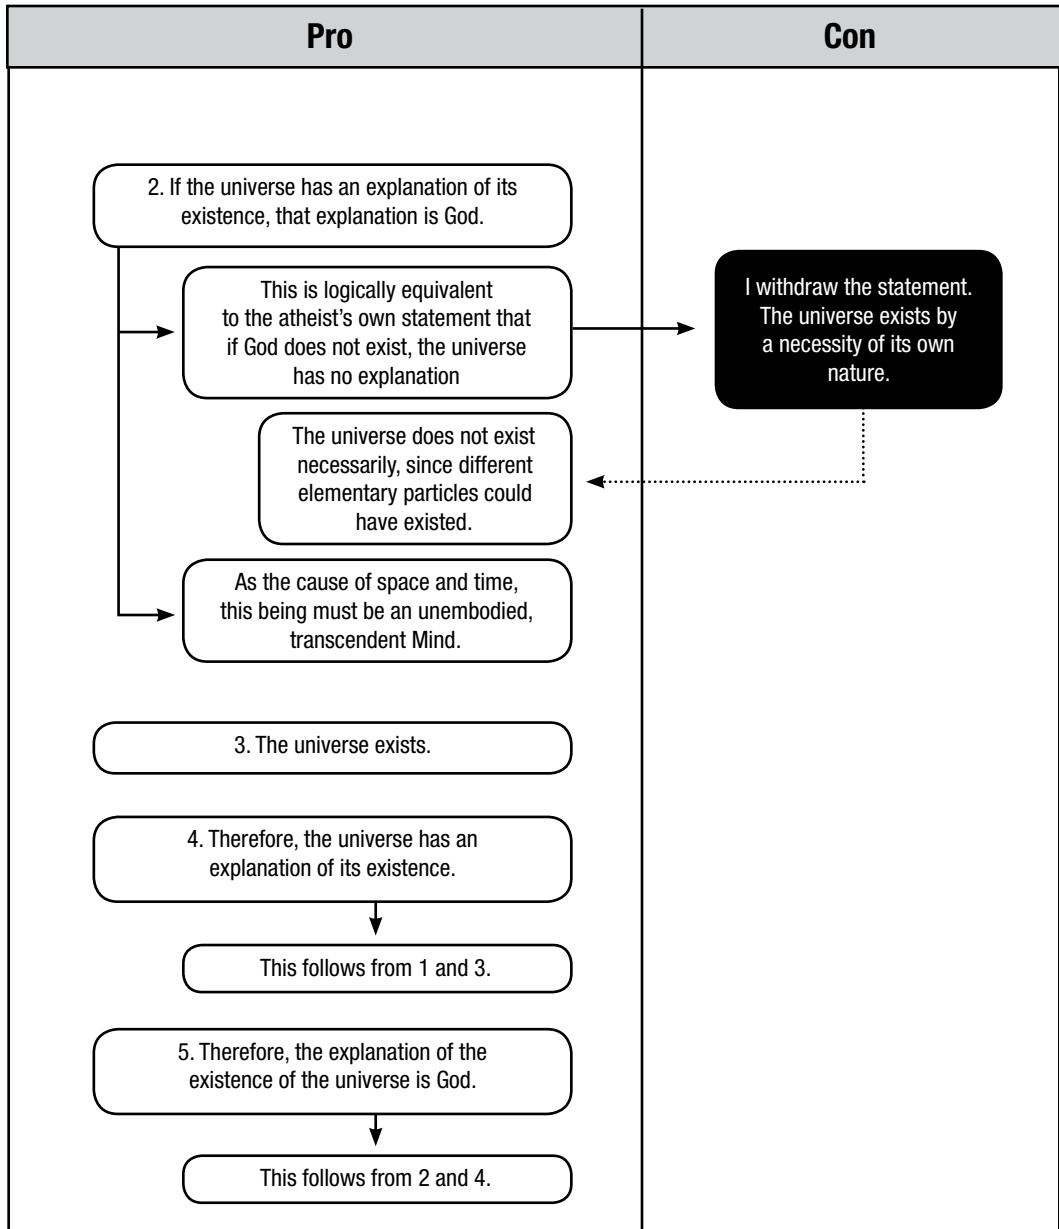 Pro
Con
2. If the universe has an explanation of its
existence, that explanation is God.
This is logically equivalent
to the atheist’s own statement that
if God does not exist, the universe
has no explanation
I withdraw the statement.
The universe exists by
a necessity of its own
nature.
The universe does not exist
necessarily, since different
elementary particles could
have existed.
As the cause of space and time,
this being must be an unembodied,
transcendent Mind.
3. The universe exists.
4. Therefore, the universe has an
explanation of its existence.
This follows from 1 and 3.
5. Therefore, the explanation of the
existence of the universe is God.
This follows from 2 and 4.